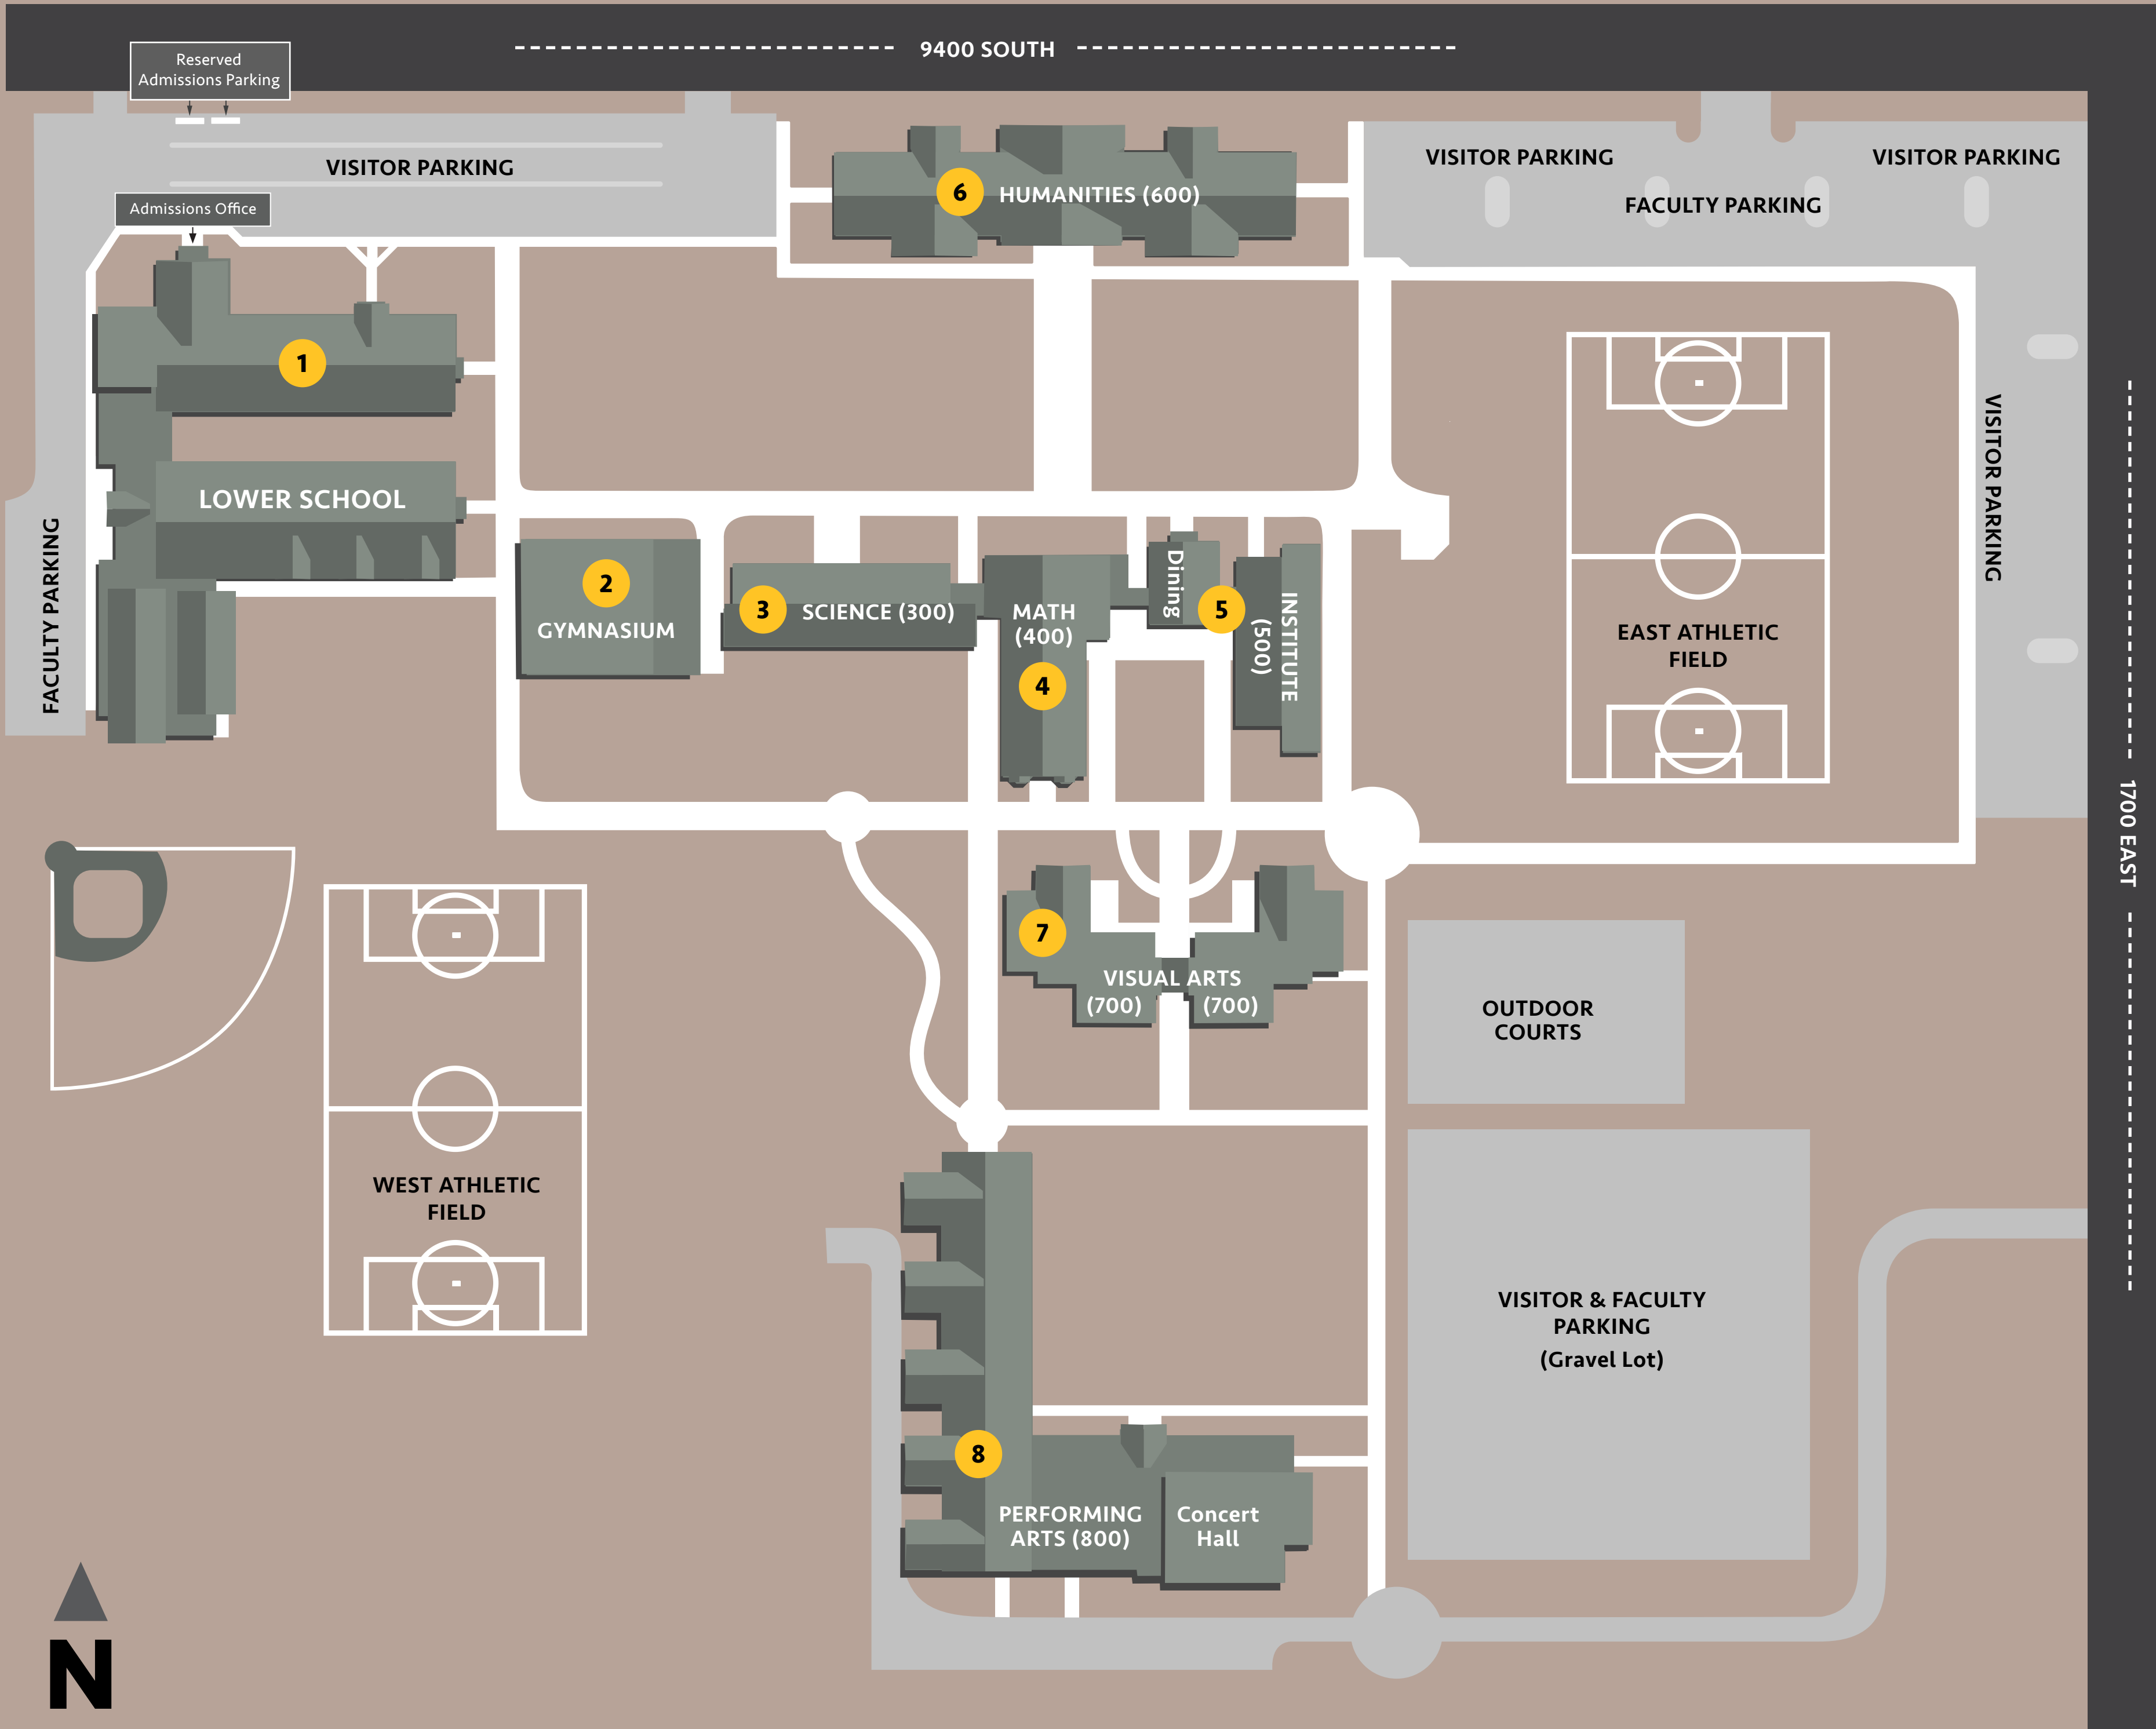 9400 SOUTH
Reserved
Admissions Parking
VISITOR PARKING
VISITOR PARKING
VISITOR PARKING
FACULTY PARKING
6
HUMANITIES (600)
Admissions Office
1
LOWER SCHOOL
FACULTY PARKING
2
GYMNASIUM
3
SCIENCE (300)
MATH
(400)
4
Dining
5
INSTITUTE
(500)
EAST ATHLETIC
FIELD
VISITOR PARKING
1700 EAST
7
VISUAL ARTS
(700)
(700)
OUTDOOR
COURTS
WEST ATHLETIC
FIELD
VISITOR & FACULTY
PARKING
(Gravel Lot)
8
PERFORMING
ARTS (800)
Concert
Hall
N